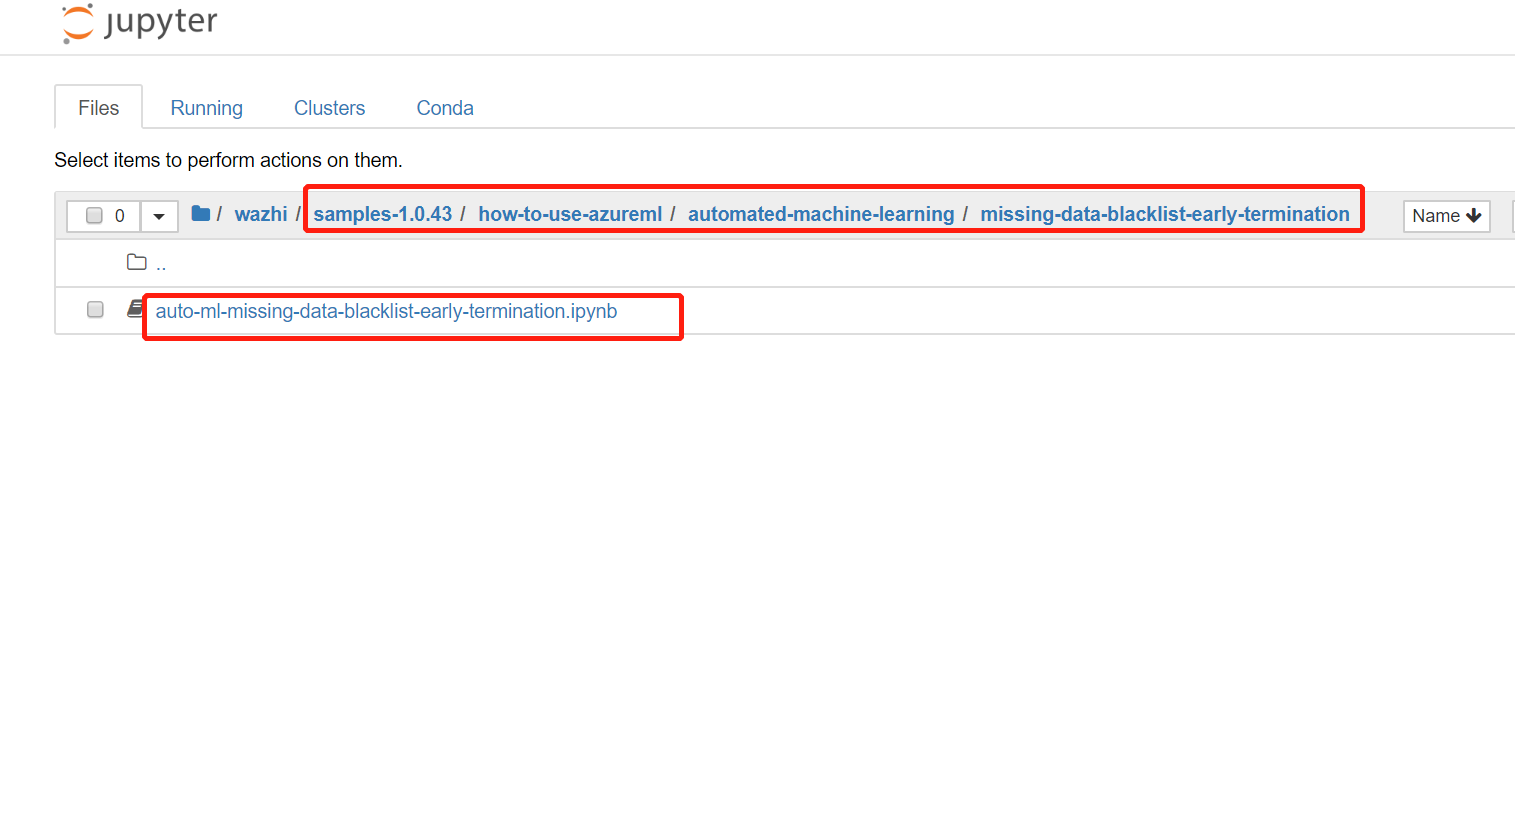 jupyter
Files Running Clusters Conda
Select items to perform actions on them.
0 / wazhi / samples-1.0.43 / how-to-use-azureml / automated-machine-learning / missing-data-blacklist-early-termination Name
..
auto-ml-missing-data-blacklist-early-termination.ipynb